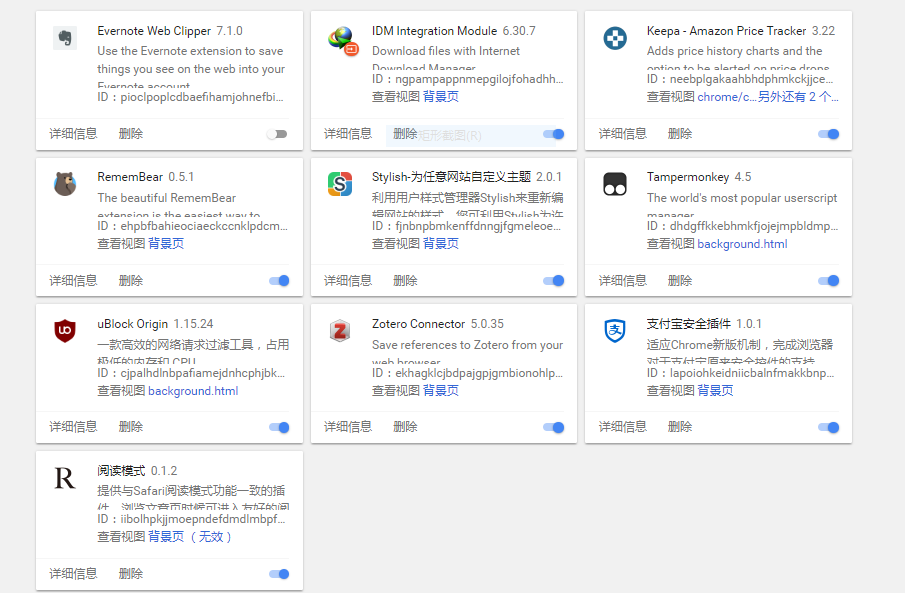 Evernote Web Clipper 7.1.0
Use the Evernote extension to save
things you see on the web into your
Evernote account.
ID：pioclpoplcdbaefihamjohnefbi...
详细信息 删除
IDM Integration Module 6.30.7
Download files with Internet
Download Manager
ID：ngpampappnmepgilojfohadhh...
查看视图 背景页
详细信息 删除
矩形截图(R)
Keepa - Amazon Price Tracker 3.22
Adds price history charts and the
option to be alerted on price drops
ID：neebplgakaahbhdphmkckjjce...
查看视图 chrome/c... 另外还有 2 个...
详细信息 删除
RememBear 0.5.1
The beautiful RememBear
extension is the easiest way to
ID：ehpbfbahieociaeckccnklpdcm...
查看视图 背景页
详细信息 删除
Stylish-为任意网站自定义主题 2.0.1
利用用户样式管理器Stylish来重新编
辑网站的样式。您可利用Stylish为许
ID：fjnbnpbmkenffdnngjfgmeleoe...
查看视图 背景页
详细信息 删除
Tampermonkey 4.5
The world's most popular userscript
manager
ID：dhdgffkkebhmkfjojejmpbldmp...
查看视图 background.html
详细信息 删除
uBlock Origin 1.15.24
一款高效的网络请求过滤工具，占用
极低的内存和 CPU
ID：cjpalhdlnbpafiamejdnhcphjbk...
查看视图 background.html
详细信息 删除
Zotero Connector 5.0.35
Save references to Zotero from your
web browser
ID：ekhagklcjbdpajgpjgmbionohlp...
查看视图 背景页
详细信息 删除
支付宝安全插件 1.0.1
适应Chrome新版机制，完成浏览器
对于支付宝原来安全控件的支持
ID：lapoiohkeidniicbalnfmakkbnp...
查看视图 背景页
详细信息 删除
阅读模式 0.1.2
提供与Safari阅读模式功能一致的插
件，浏览文章页时候可进入友好的阅
ID：iibolhpkjjmoepndefdmdlmbpf...
查看视图 背景页 （无效）
详细信息 删除